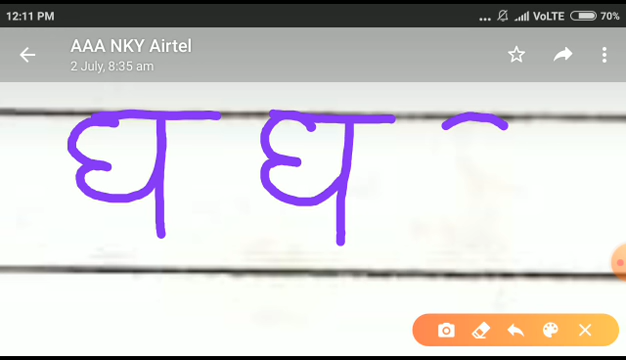 12:11 PM ... VoLTE 70%
AAA NKY Airtel
2 July, 8:35 am
घ घ